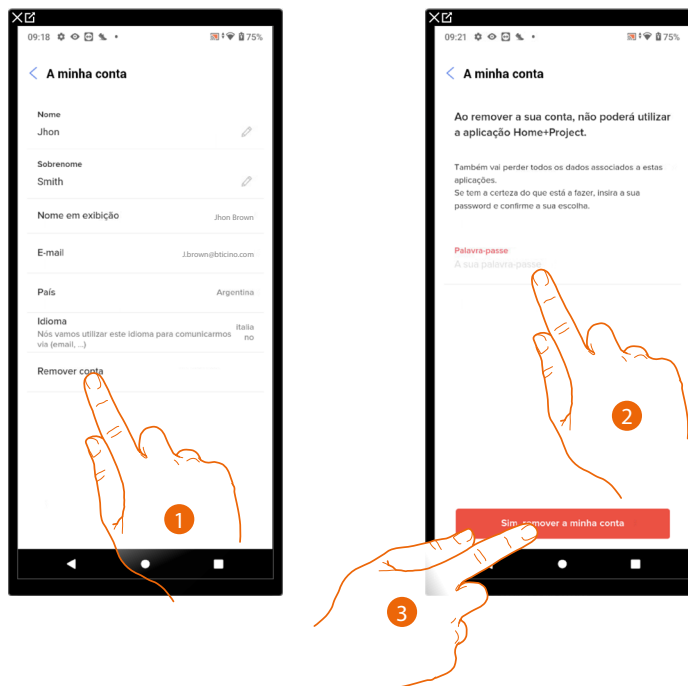 09:18
75%
A minha conta
Nome
Jhon
Sobrenome
Smith
Nome em exibição
Jhon Brown
E-mail
J.brown@bticino.com
País
Argentina
Idioma
Nós vamos utilizar este idioma para comunicarmos
via (email, ...)
Italia
no
Remover conta
1
09:21
75%
A minha conta
Ao remover a sua conta, não poderá utilizar
a aplicação Home+Project.
Também vai perder todos os dados associados a estas
aplicações.
Se tem a certeza do que está a fazer, insira a sua
password e confirme a sua escolha.
Palavra-passe
A sua palavra-passe
2
Sim, remover a minha conta
3